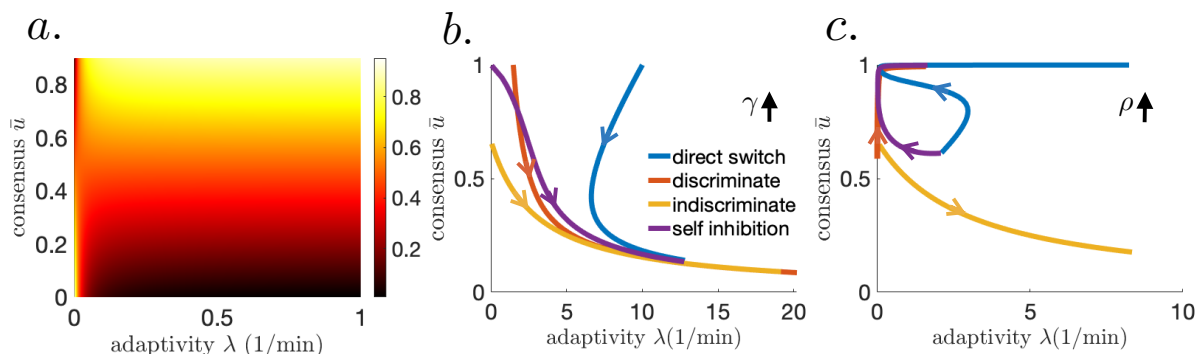 a.
consensus ū
0.8
0.6
0.4
0.2
0
0
0.5
1
adaptivity λ (1/min)
0.8
0.6
0.4
0.2
b.
consensus ū
1
0.5
0
0
5
10
15
20
adaptivity λ(1/min)
γ
direct switch
discriminate
indiscriminate
self inhibition
c.
consensus ū
1
0.5
0
0
5
10
adaptivity λ(1/min)
ρ